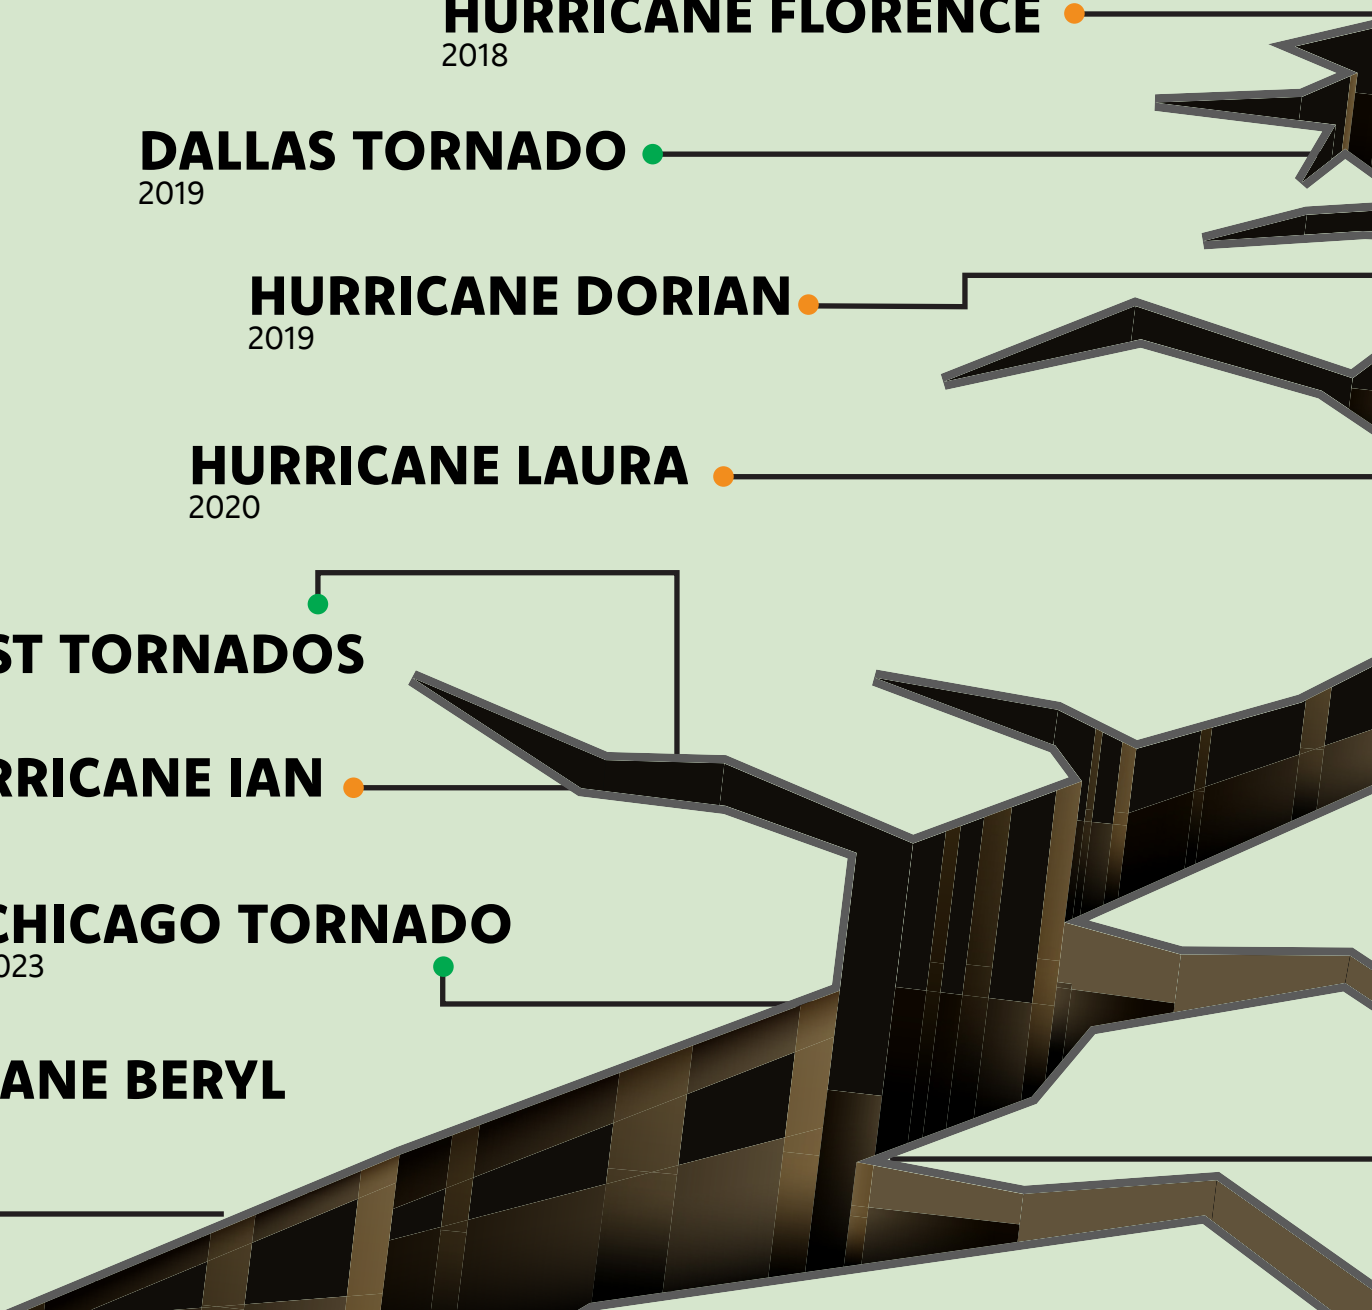 HURRICANE FLORENCE
2018
DALLAS TORNADO
2019
HURRICANE DORIAN
2019
HURRICANE LAURA
2020
ST TORNADOS
RRICANE IAN
CHICAGO TORNADO
023
ANE BERYL